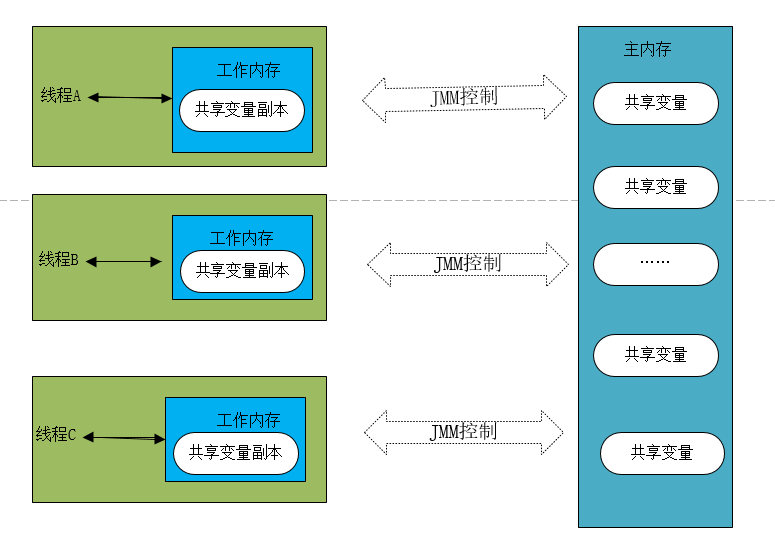 线程A
工作内存
共享变量副本
JMM控制
线程B
工作内存
共享变量副本
JMM控制
线程C
工作内存
共享变量副本
JMM控制
主内存
共享变量
共享变量
……
共享变量
共享变量